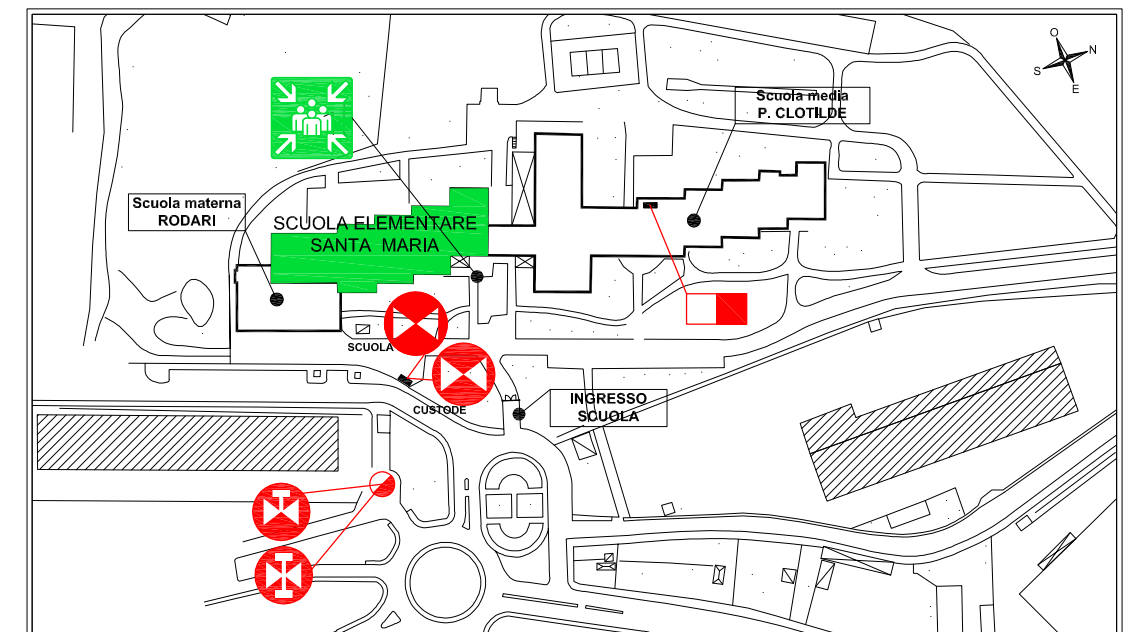 O
N
S
E
Scuola media
P. CLOTILDE
Scuola materna
RODARI
SCUOLA ELEMENTARE
SANTA MARIA
SCUOLA
CUSTODE
INGRESSO
SCUOLA